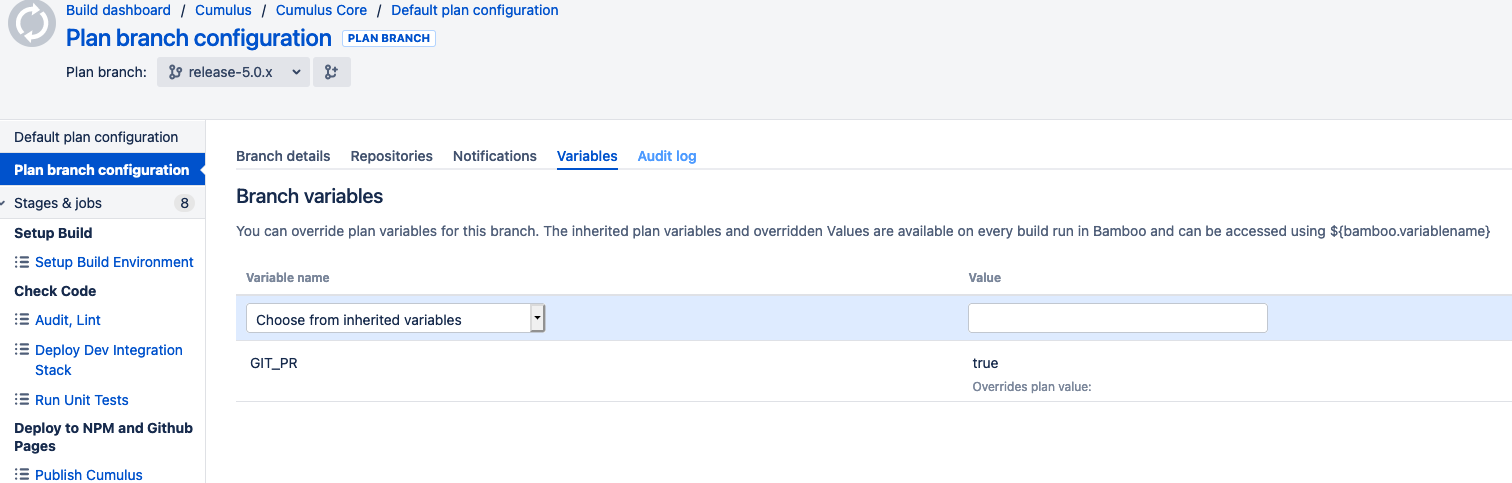 Build dashboard / Cumulus / Cumulus Core / Default plan configuration
Plan branch configuration PLAN BRANCH
Plan branch: release-5.0.x
Default plan configuration
Plan branch configuration
Stages & jobs 8
Setup Build
Setup Build Environment
Check Code
Audit, Lint
Deploy Dev Integration
Stack
Run Unit Tests
Deploy to NPM and Github
Pages
Publish Cumulus
Branch details Repositories Notifications Variables Audit log
Branch variables
You can override plan variables for this branch. The inherited plan variables and overridden Values are available on every build run in Bamboo and can be accessed using ${bamboo.variablename}
Variable name Value
Choose from inherited variables
GIT_PR true
Overrides plan value: